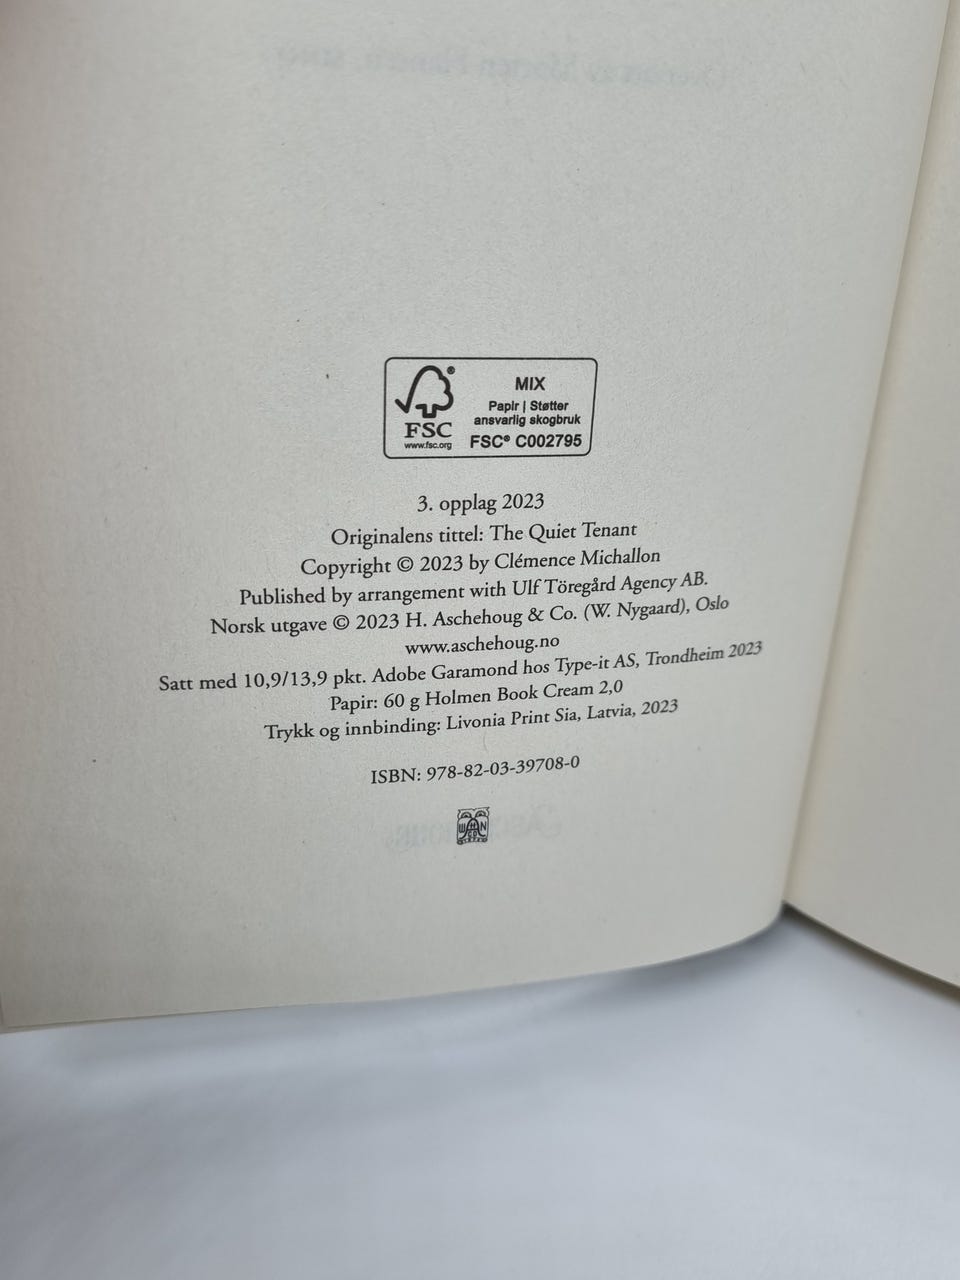 FSC
www.fsc.org
MIX
Papir | Støtter
ansvarlig skogbruk
FSC® C002795
3. opplag 2023
Originalens tittel: The Quiet Tenant
Copyright © 2023 by Clémence Michallon
Published by arrangement with Ulf Töregård Agency AB.
Norsk utgave © 2023 H. Aschehoug & Co. (W. Nygaard), Oslo
www.aschehoug.no
Satt med 10,9/13,9 pkt. Adobe Garamond hos Type-it AS, Trondheim 2023
Papir: 60 g Holmen Book Cream 2,0
Trykk og innbinding: Livonia Print Sia, Latvia, 2023
ISBN: 978-82-03-39708-0